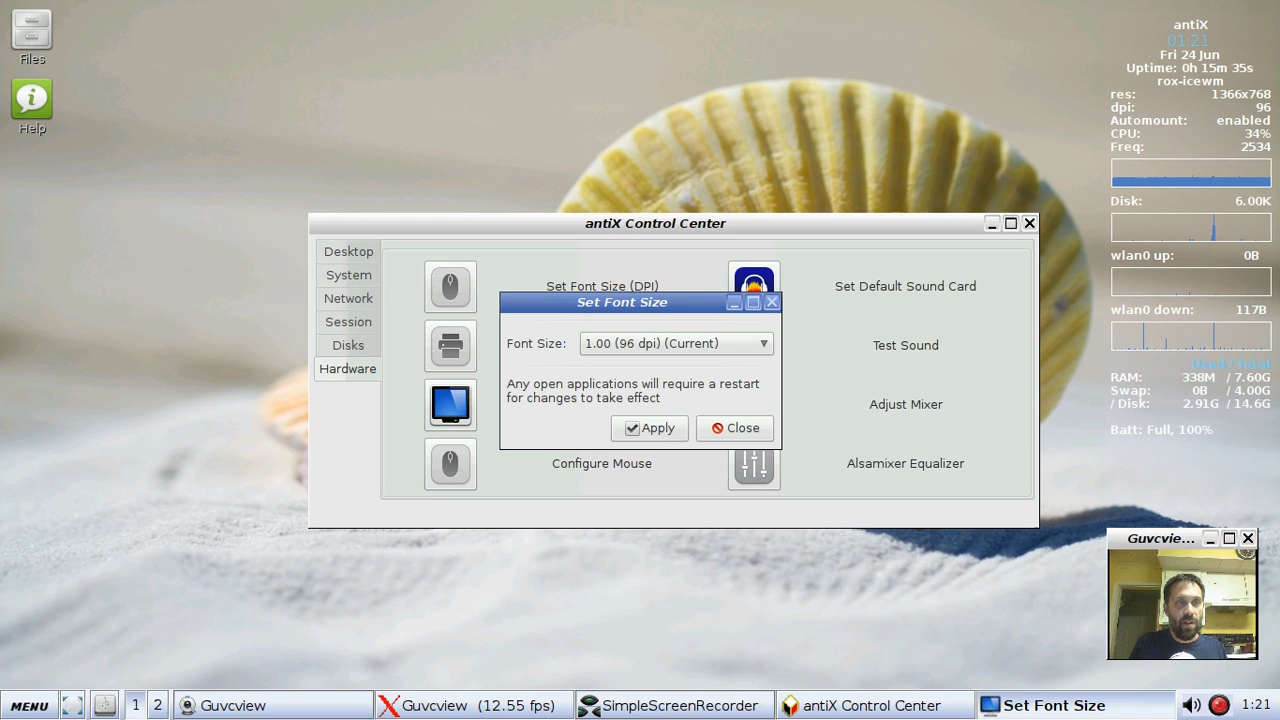 Files
Help
antiX
01:21
Fri 24 Jun
Uptime: 0h 15m 35s
rox-icewm
res: 1366x768
dpi: 96
Automount: enabled
CPU: 34%
Freq: 2534
Disk: 6.00K
wlan0 up: 0B
wlan0 down: 117B
Used / Total
RAM: 338M / 7.60G
Swap: 0B / 4.00G
/ Disk: 2.91G / 14.6G
Batt: Full, 100%
antiX Control Center
Desktop
System
Network
Session
Disks
Hardware
Set Font Size (DPI)
Set Default Sound Card
Test Sound
Adjust Mixer
Configure Mouse
Alsamixer Equalizer
Set Font Size
Font Size: 1.00 (96 dpi) (Current)
Any open applications will require a restart
for changes to take effect
Apply
Close
Guvcvie...
MENU
1
2
Guvcview
Guvcview (12.55 fps)
SimpleScreenRecorder
antiX Control Center
Set Font Size
1:21